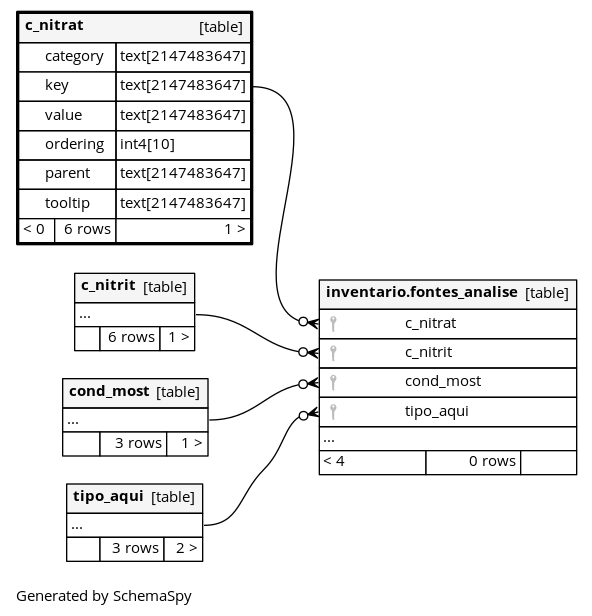 c_nitrat [table]
category text[2147483647]
key text[2147483647]
value text[2147483647]
ordering int4[10]
parent text[2147483647]
tooltip text[2147483647]
< 0 6 rows 1 >
c_nitrit [table]
...
6 rows 1 >
cond_most [table]
...
3 rows 1 >
tipo_aqui [table]
...
3 rows 2 >
inventario.fontes_analise [table]
c_nitrat
c_nitrit
cond_most
tipo_aqui
...
< 4 0 rows
Generated by SchemaSpy